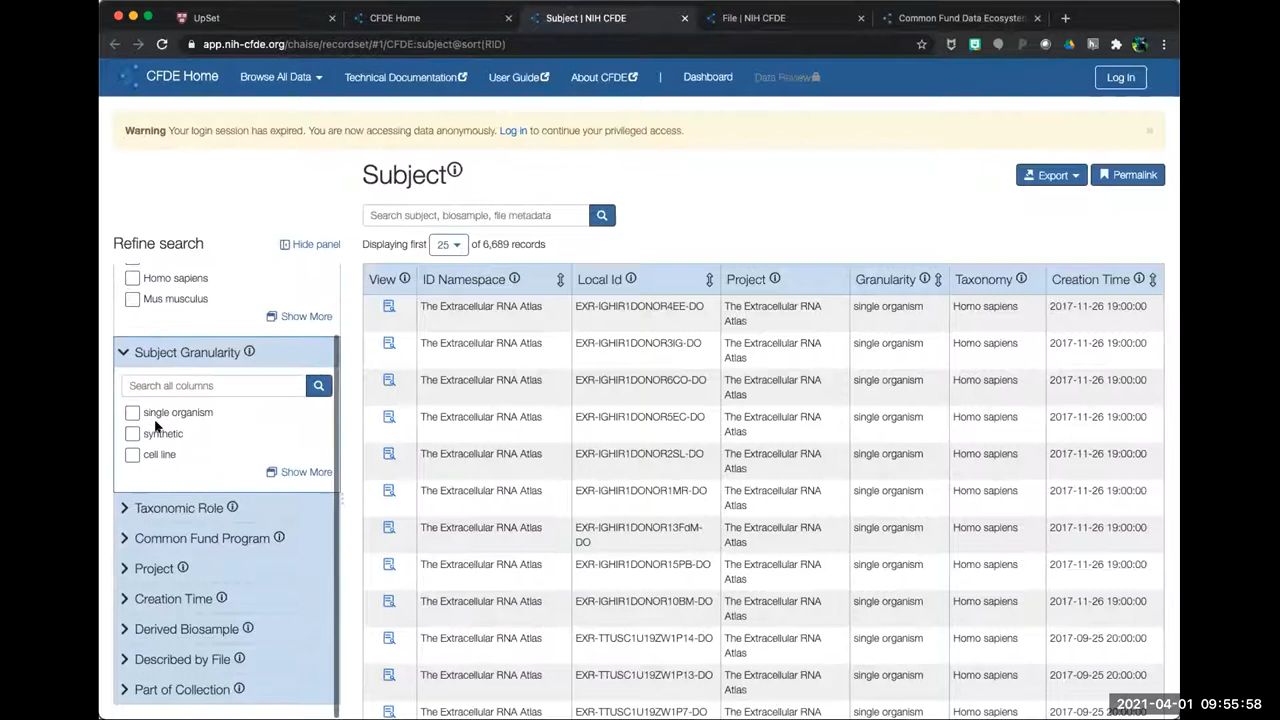 UpSet
CFDE Home
Subject | NIH CFDE
File | NIH CFDE
Common Fund Data Ecosystem
app.nih-cfde.org/chaise/recordset/#1/CFDE:subject@sort(RID)
CFDE Home Browse All Data Technical Documentation User Guide About CFDE | Dashboard Data Review Log In
Warning Your login session has expired. You are now accessing data anonymously. Log in to continue your privileged access.
Subject
Export Permalink
Search subject, biosample, file metadata
Displaying first 25 of 6,689 records
Refine search Hide panel
Homo sapiens
Mus musculus
Show More
Subject Granularity
Search all columns
single organism
synthetic
cell line
Show More
Taxonomic Role
Common Fund Program
Project
Creation Time
Derived Biosample
Described by File
Part of Collection
View ID Namespace Local Id Project Granularity Taxonomy Creation Time
The Extracellular RNA Atlas EXR-IGHIR1DONOR4EE-DO The Extracellular RNA single organism Homo sapiens 2017-11-26 19:00:00
Atlas
The Extracellular RNA Atlas EXR-IGHIR1DONOR3IG-DO The Extracellular RNA single organism Homo sapiens 2017-11-26 19:00:00
Atlas
The Extracellular RNA Atlas EXR-IGHIR1DONOR6CO-DO The Extracellular RNA single organism Homo sapiens 2017-11-26 19:00:00
Atlas
The Extracellular RNA Atlas EXR-IGHIR1DONOR5EC-DO The Extracellular RNA single organism Homo sapiens 2017-11-26 19:00:00
Atlas
The Extracellular RNA Atlas EXR-IGHIR1DONOR2SL-DO The Extracellular RNA single organism Homo sapiens 2017-11-26 19:00:00
Atlas
The Extracellular RNA Atlas EXR-IGHIR1DONOR1MR-DO The Extracellular RNA single organism Homo sapiens 2017-11-26 19:00:00
Atlas
The Extracellular RNA Atlas EXR-IGHIR1DONOR13FdM- The Extracellular RNA single organism Homo sapiens 2017-11-26 19:00:00
DO Atlas
The Extracellular RNA Atlas EXR-IGHIR1DONOR15PB-DO The Extracellular RNA single organism Homo sapiens 2017-11-26 19:00:00
Atlas
The Extracellular RNA Atlas EXR-IGHIR1DONOR10BM-DO The Extracellular RNA single organism Homo sapiens 2017-11-26 19:00:00
Atlas
The Extracellular RNA Atlas EXR-TTUSC1U19ZW1P14-DO The Extracellular RNA single organism Homo sapiens 2017-09-25 20:00:00
Atlas
The Extracellular RNA Atlas EXR-TTUSC1U19ZW1P13-DO The Extracellular RNA single organism Homo sapiens 2017-09-25 20:00:00
Atlas
The Extracellular RNA Atlas EXR-TTUSC1U19ZW1P7-DO The Extracellular RNA single organism Homo sapiens
2021-04-01 09:55:58